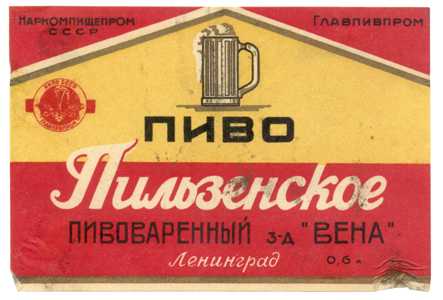 НАРКОМПИЩЕПРОМ
СССР
ГЛАВПИВПРОМ
ПИВО
Пильзенское
ПИВОВАРЕННЫЙ З-Д "ВЕНА"
Ленинград
0,6 л